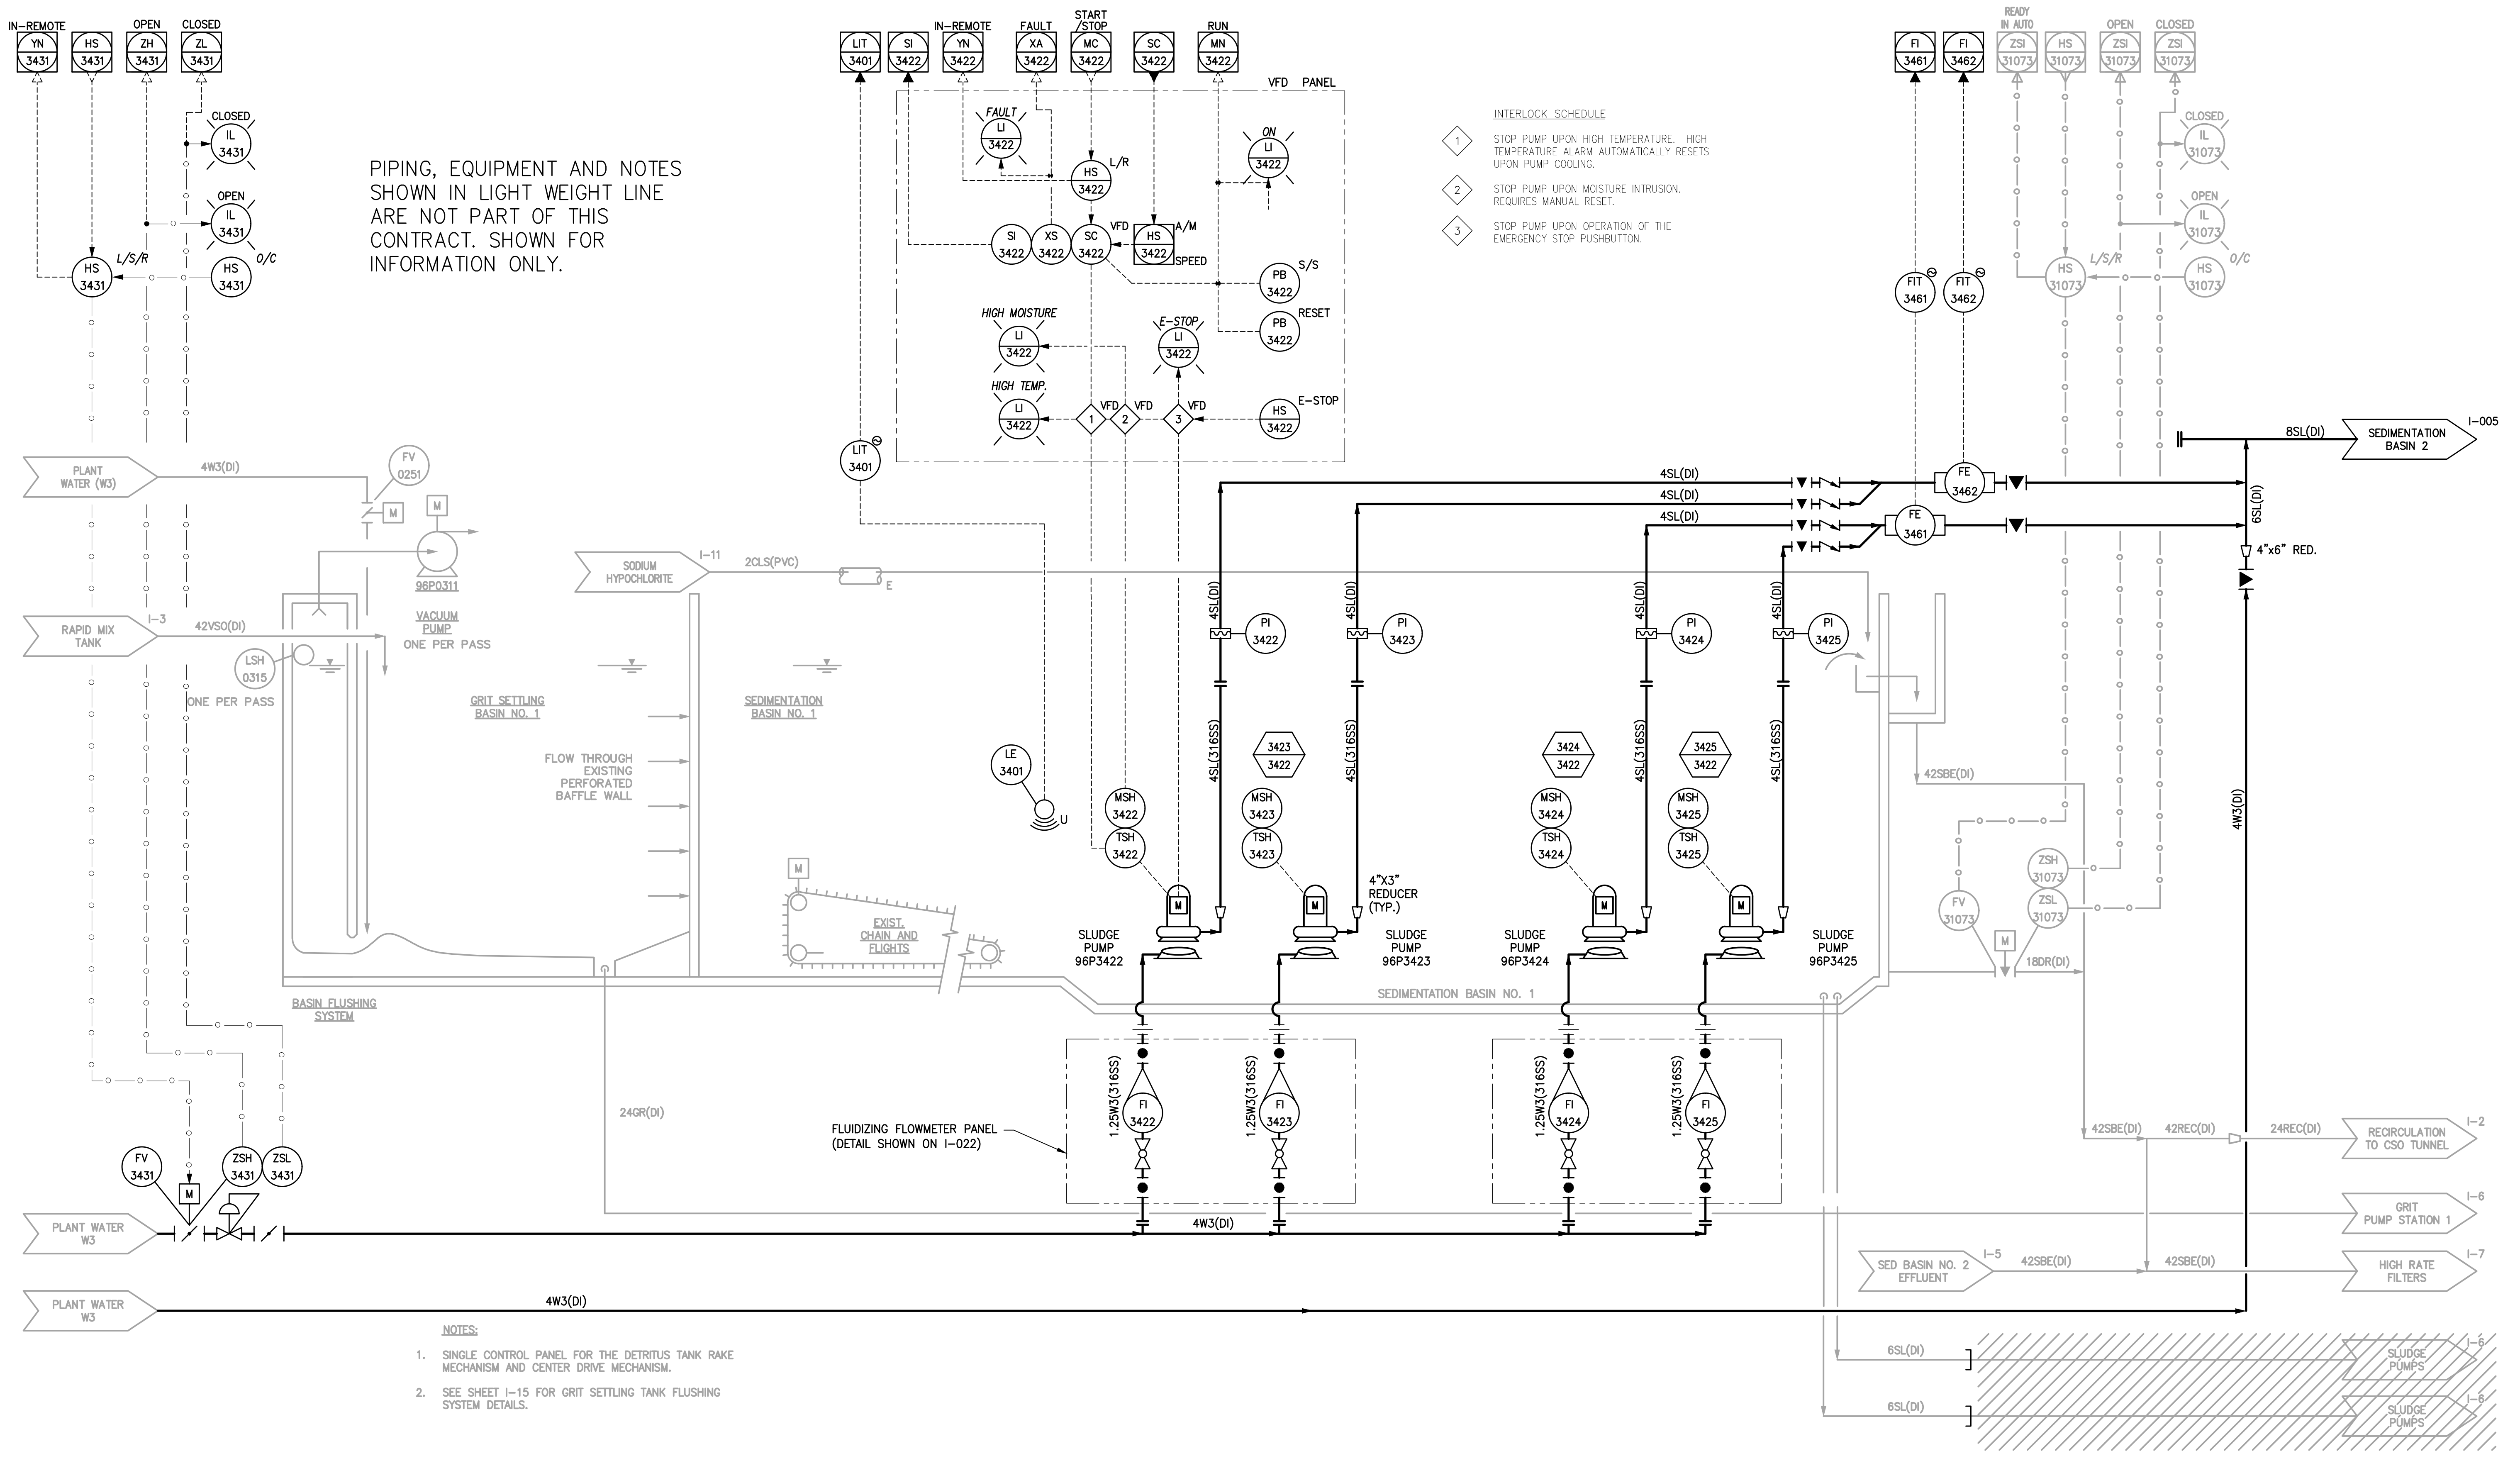 IN-REMOTE
YN
3431
HS
3431
OPEN
ZH
3431
CLOSED
ZL
3431
CLOSED
IL
3431
OPEN
IL
3431
HS
3431
L/S/R
HS
3431
O/C
PIPING, EQUIPMENT AND NOTES
SHOWN IN LIGHT WEIGHT LINE
ARE NOT PART OF THIS
CONTRACT. SHOWN FOR
INFORMATION ONLY.
LIT
3401
SI
3422
IN-REMOTE
YN
3422
FAULT
XA
3422
START
/STOP
MC
3422
SC
3422
RUN
MN
3422
VFD PANEL
FAULT
LI
3422
HS
3422
L/R
ON
LI
3422
SI
3422
XS
3422
SC
3422
VFD
HS
3422
A/M
SPEED
PB
3422
S/S
PB
3422
RESET
HIGH MOISTURE
LI
3422
E-STOP
LI
3422
HIGH TEMP.
LI
3422
1
VFD
2
VFD
3
VFD
HS
3422
E-STOP
LIT
3401
INTERLOCK SCHEDULE
1
STOP PUMP UPON HIGH TEMPERATURE. HIGH
TEMPERATURE ALARM AUTOMATICALLY RESETS
UPON PUMP COOLING.
2
STOP PUMP UPON MOISTURE INTRUSION.
REQUIRES MANUAL RESET.
3
STOP PUMP UPON OPERATION OF THE
EMERGENCY STOP PUSHBUTTON.
FI
3461
FI
3462
READY
IN AUTO
ZSI
31073
HS
31073
OPEN
ZSI
31073
CLOSED
ZSI
31073
CLOSED
IL
31073
OPEN
IL
31073
HS
31073
L/S/R
HS
31073
O/C
FIT
3461
FIT
3462
8SL(DI)
I-005
SEDIMENTATION
BASIN 2
FE
3462
FE
3461
6SL(DI)
4"x6" RED.
4SL(DI)
4SL(DI)
4SL(DI)
PLANT
WATER (W3)
4W3(DI)
FV
0251
M
M
96P0311
VACUUM
PUMP
ONE PER PASS
I-3
RAPID MIX
TANK
42VSO(DI)
LSH
0315
ONE PER PASS
I-11
SODIUM
HYPOCHLORITE
2CLS(PVC)
E
4SL(DI)
4SL(DI)
4SL(DI)
4SL(DI)
PI
3422
PI
3423
PI
3424
PI
3425
GRIT SETTLING
BASIN NO. 1
SEDIMENTATION
BASIN NO. 1
FLOW THROUGH
EXISTING
PERFORATED
BAFFLE WALL
LE
3401
U
4SL(316SS)
4SL(316SS)
4SL(316SS)
4SL(316SS)
3423
3422
3424
3422
3425
3422
MSH
3422
TSH
3422
MSH
3423
TSH
3423
MSH
3424
TSH
3424
MSH
3425
TSH
3425
M
M
M
M
4"X3"
REDUCER
(TYP.)
SLUDGE
PUMP
96P3422
SLUDGE
PUMP
96P3423
SLUDGE
PUMP
96P3424
SLUDGE
PUMP
96P3425
M
EXIST.
CHAIN AND
FLIGHTS
BASIN FLUSHING
SYSTEM
SEDIMENTATION BASIN NO. 1
42SBE(DI)
4W3(DI)
ZSH
31073
ZSL
31073
FV
31073
M
18DR(DI)
1.25W3(316SS)
1.25W3(316SS)
1.25W3(316SS)
1.25W3(316SS)
FI
3422
FI
3423
FI
3424
FI
3425
FLUIDIZING FLOWMETER PANEL
(DETAIL SHOWN ON I-022)
24GR(DI)
FV
3431
M
ZSH
3431
ZSL
3431
PLANT WATER
W3
4W3(DI)
42SBE(DI)
42REC(DI)
24REC(DI)
I-2
RECIRCULATION
TO CSO TUNNEL
I-6
GRIT
PUMP STATION 1
I-5
SED BASIN NO. 2
EFFLUENT
42SBE(DI)
42SBE(DI)
I-7
HIGH RATE
FILTERS
PLANT WATER
W3
4W3(DI)
NOTES:
1. SINGLE CONTROL PANEL FOR THE DETRITUS TANK RAKE
MECHANISM AND CENTER DRIVE MECHANISM.
2. SEE SHEET I-15 FOR GRIT SETTLING TANK FLUSHING
SYSTEM DETAILS.
6SL(DI)
I-6
SLUDGE
PUMPS
6SL(DI)
I-6
SLUDGE
PUMPS